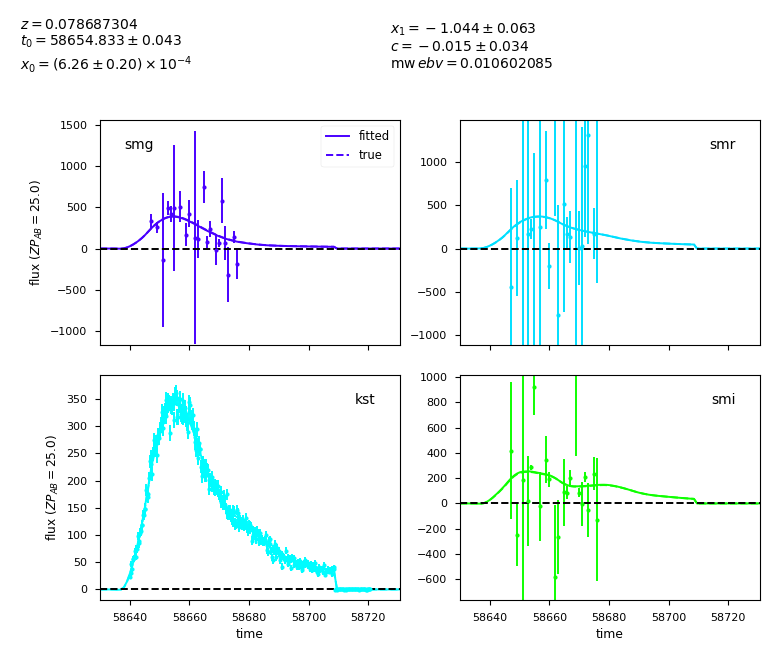 z = 0.078687304
t₀ = 58654.833 ± 0.043
x₀ = (6.26 ± 0.20) × 10⁻⁴
x₁ = −1.044 ± 0.063
c = −0.015 ± 0.034
mw ebv = 0.010602085
smg
fitted
true
1500
1000
500
0
−500
−1000
flux (ZP_AB = 25.0)
smr
1000
500
0
−500
−1000
kst
350
300
250
200
150
100
50
0
flux (ZP_AB = 25.0)
58640 58660 58680 58700 58720
time
smi
1000
800
600
400
200
0
−200
−400
−600
58640 58660 58680 58700 58720
time